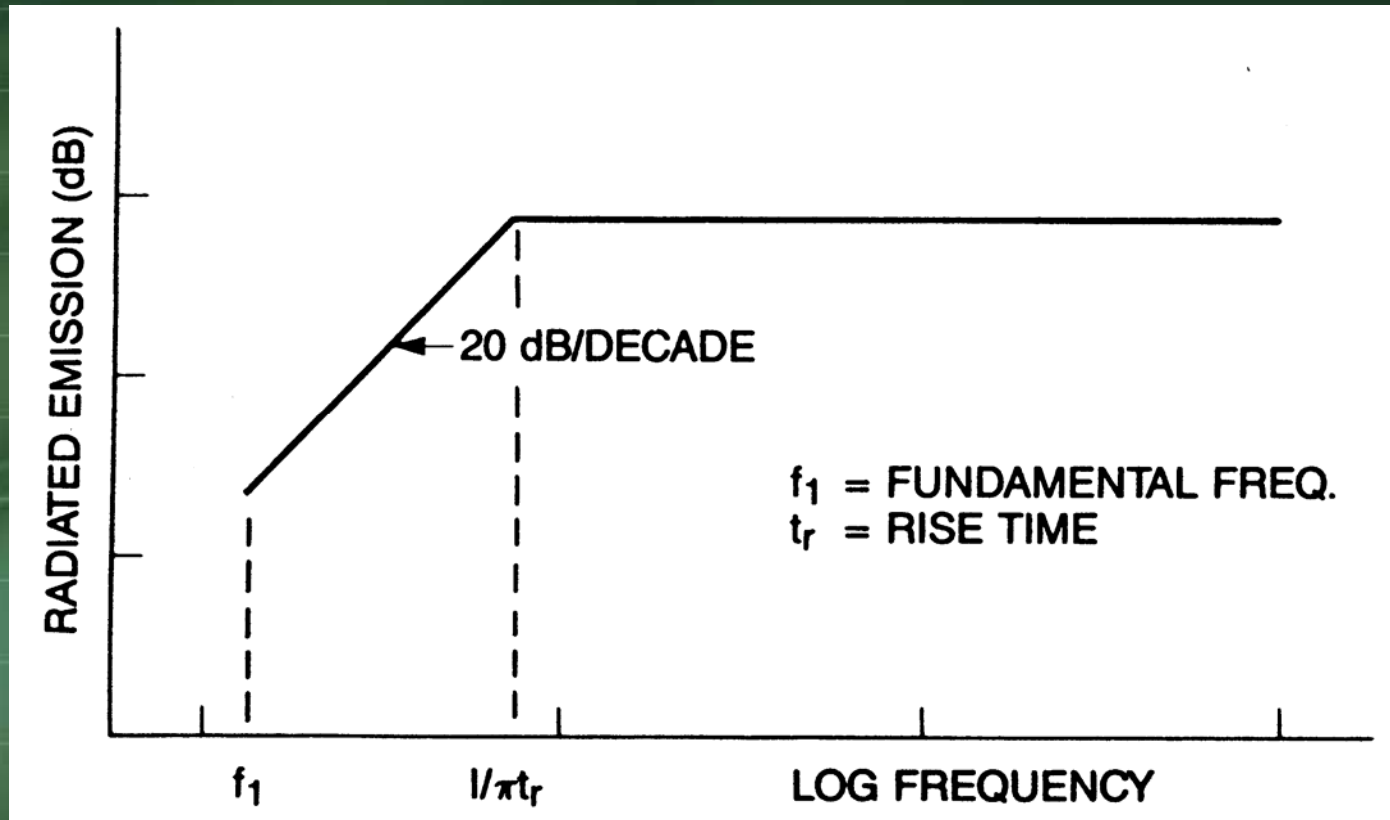 RADIATED EMISSION (dB)
20 dB/DECADE
f₁ = FUNDAMENTAL FREQ.
tᵣ = RISE TIME
f₁
I/πtᵣ
LOG FREQUENCY